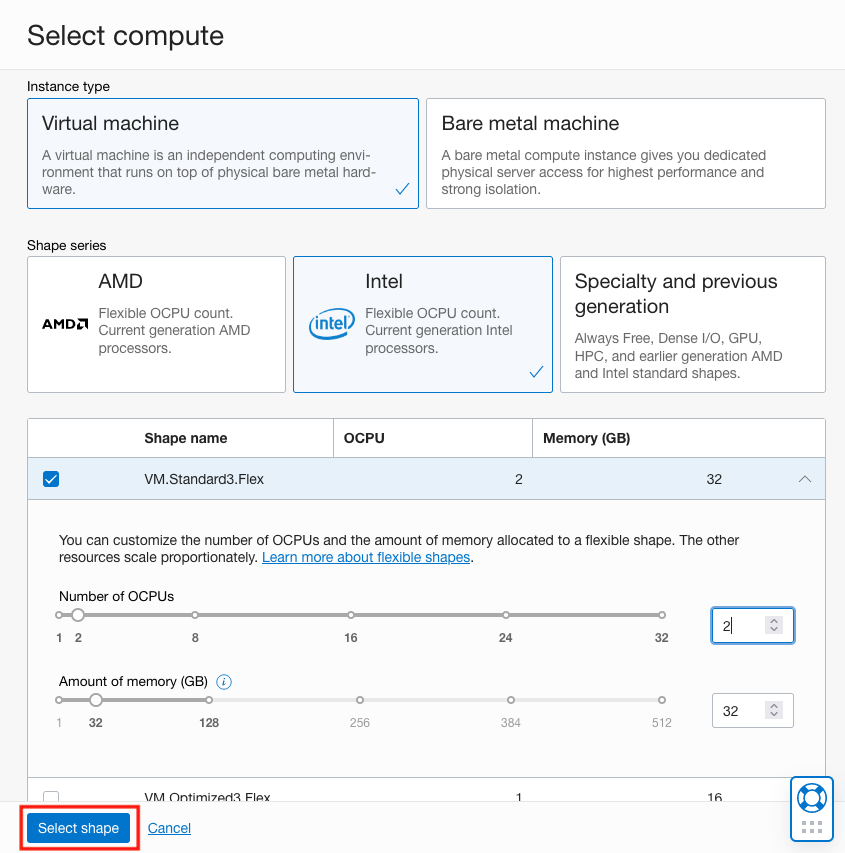 Select compute
Instance type
Virtual machine
A virtual machine is an independent computing envi-
ronment that runs on top of physical bare metal hard-
ware.
Bare metal machine
A bare metal compute instance gives you dedicated
physical server access for highest performance and
strong isolation.
Shape series
AMD
AMD
Flexible OCPU count.
Current generation AMD
processors.
Intel
intel
Flexible OCPU count.
Current generation Intel
processors.
Specialty and previous
generation
Always Free, Dense I/O, GPU,
HPC, and earlier generation AMD
and Intel standard shapes.
Shape name OCPU Memory (GB)
VM.Standard3.Flex 2 32
You can customize the number of OCPUs and the amount of memory allocated to a flexible shape. The other
resources scale proportionately. Learn more about flexible shapes.
Number of OCPUs
1 2 8 16 24 32
2
Amount of memory (GB) i
1 32 128 256 384 512
32
VM.Optimized3.Flex 1 16
Select shape Cancel